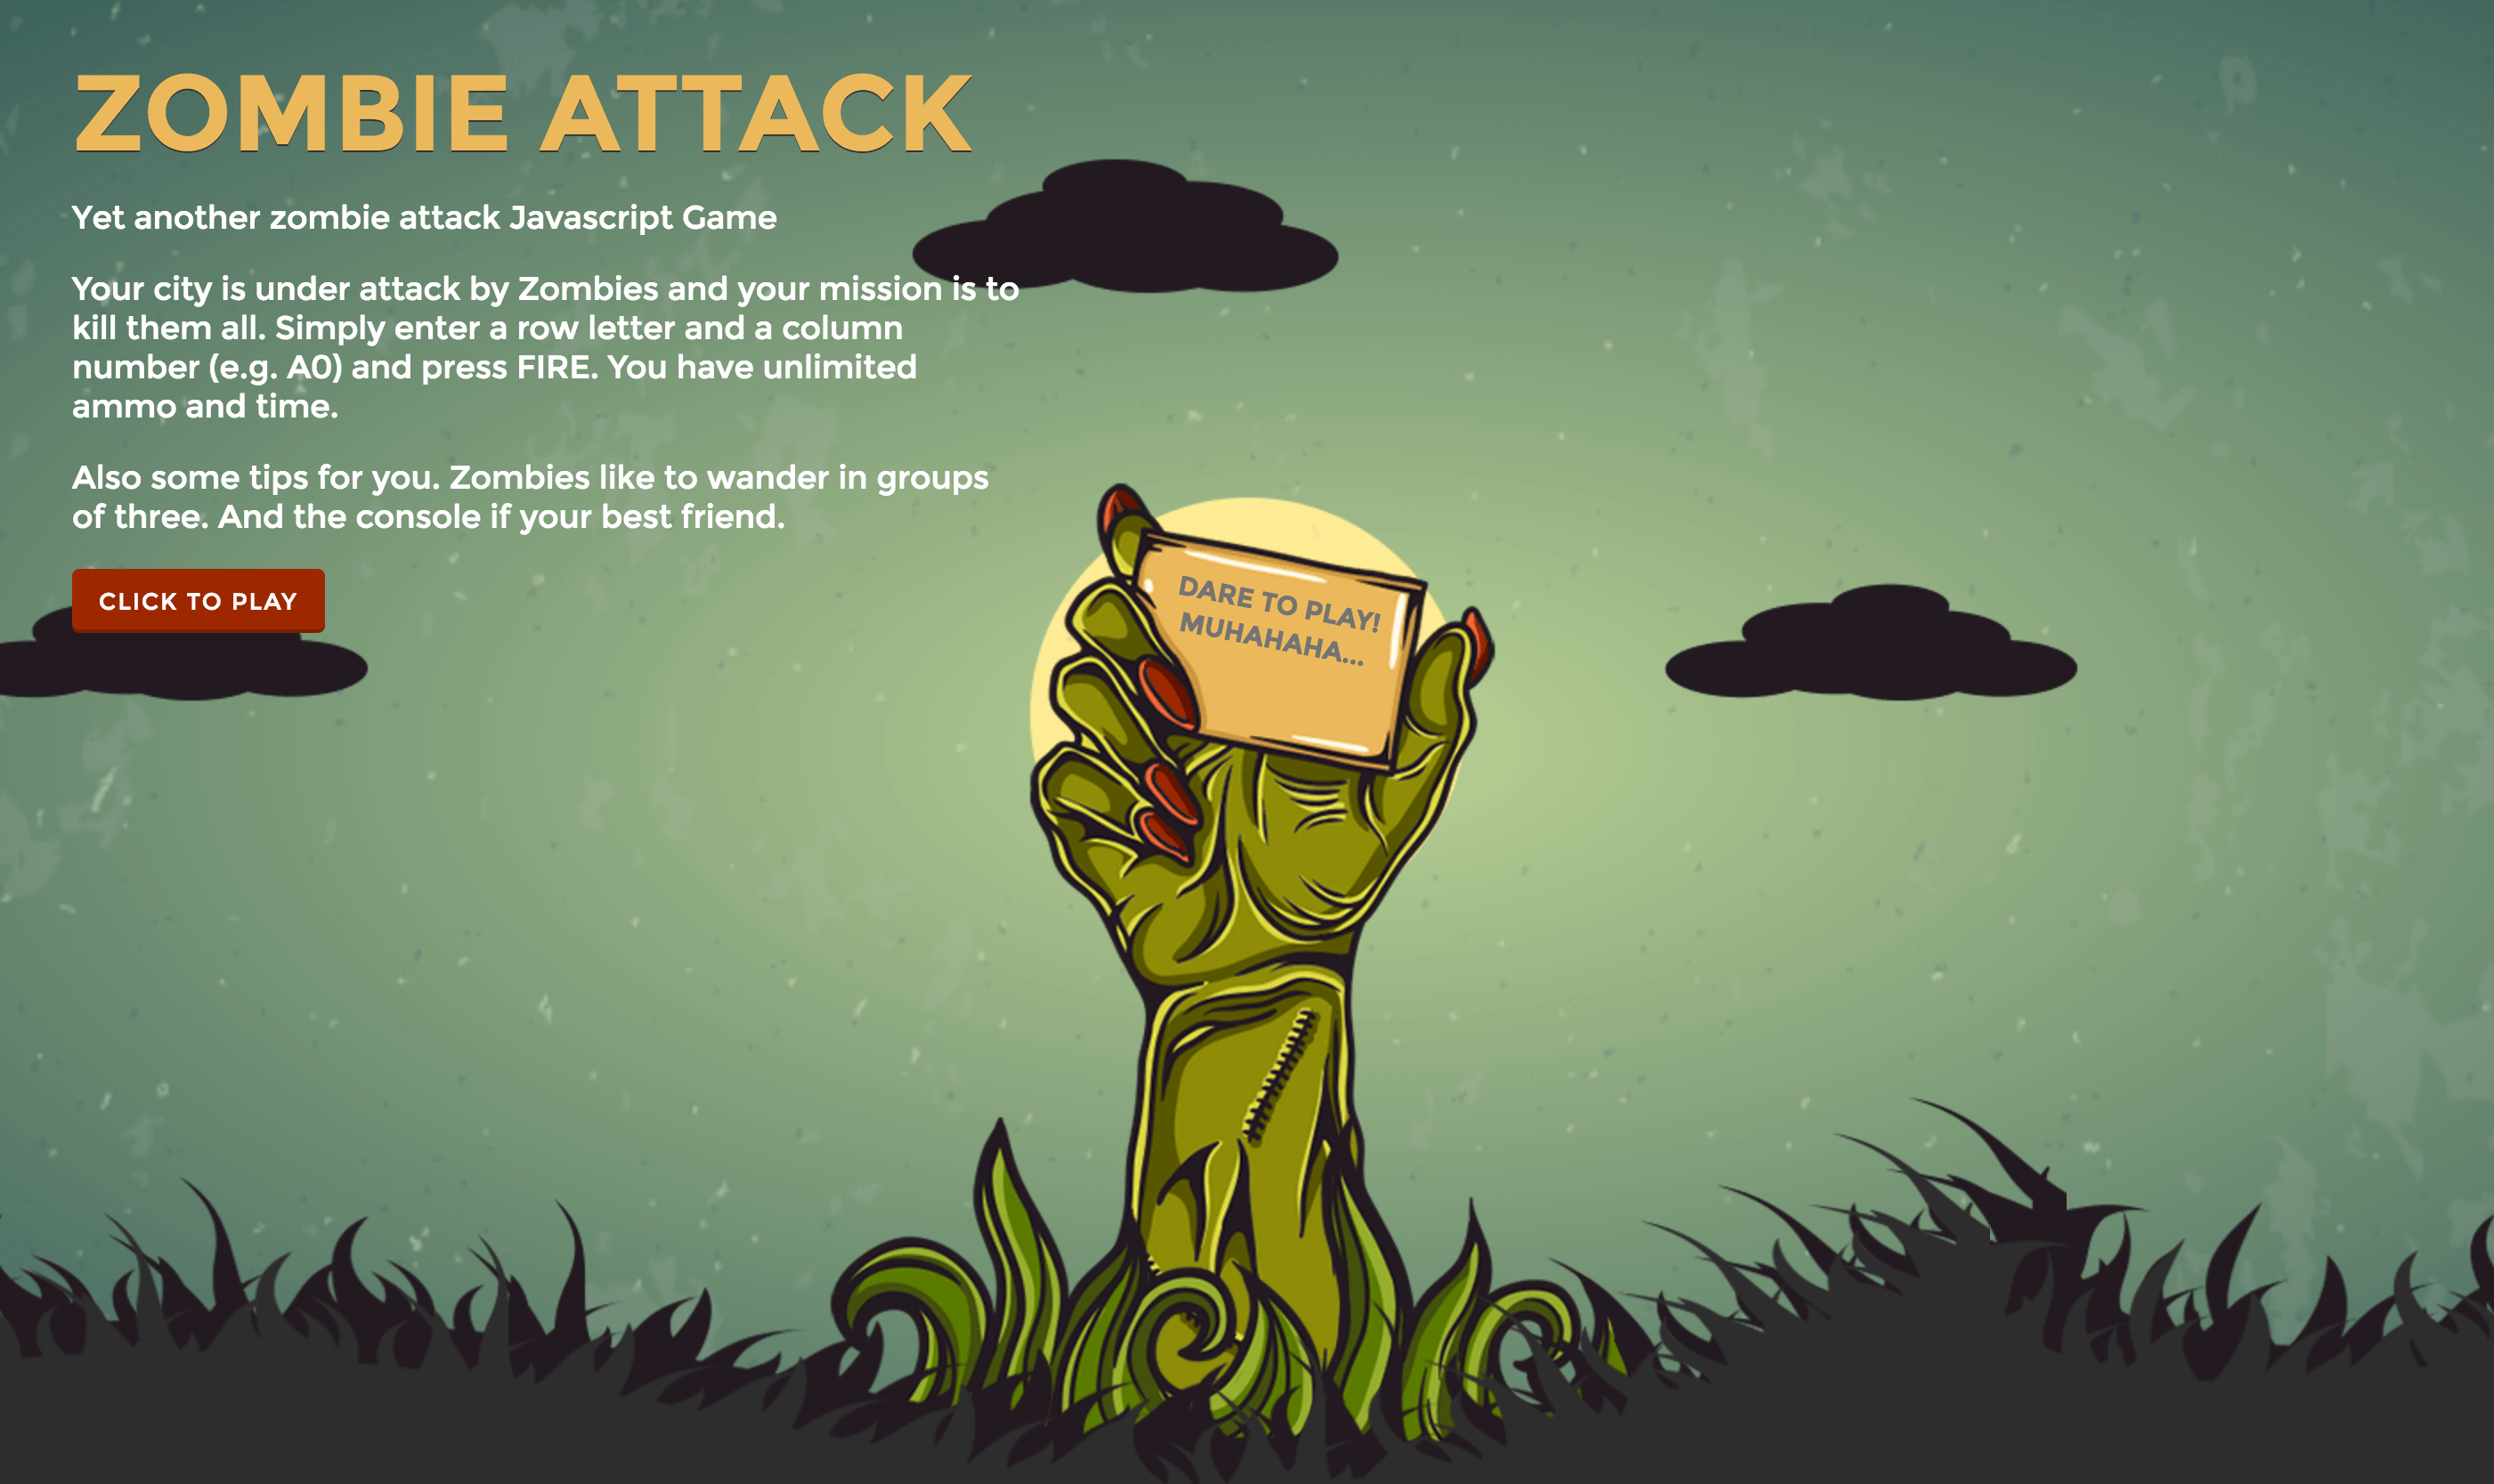 ZOMBIE ATTACK
Yet another zombie attack Javascript Game
Your city is under attack by Zombies and your mission is to
kill them all. Simply enter a row letter and a column
number (e.g. A0) and press FIRE. You have unlimited
ammo and time.
Also some tips for you. Zombies like to wander in groups
of three. And the console if your best friend.
CLICK TO PLAY
DARE TO PLAY!
MUHAHAHA...